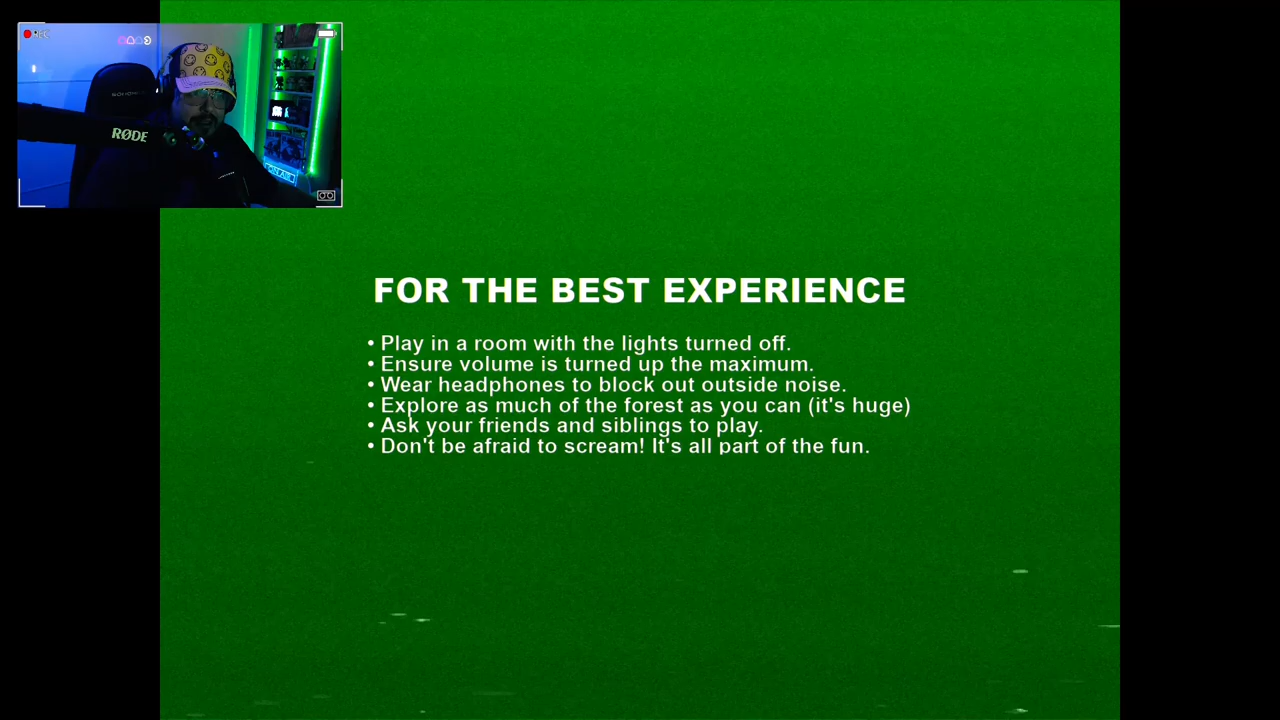 RØDE
FOR THE BEST EXPERIENCE
• Play in a room with the lights turned off.
• Ensure volume is turned up the maximum.
• Wear headphones to block out outside noise.
• Explore as much of the forest as you can (it's huge)
• Ask your friends and siblings to play.
• Don't be afraid to scream! It's all part of the fun.